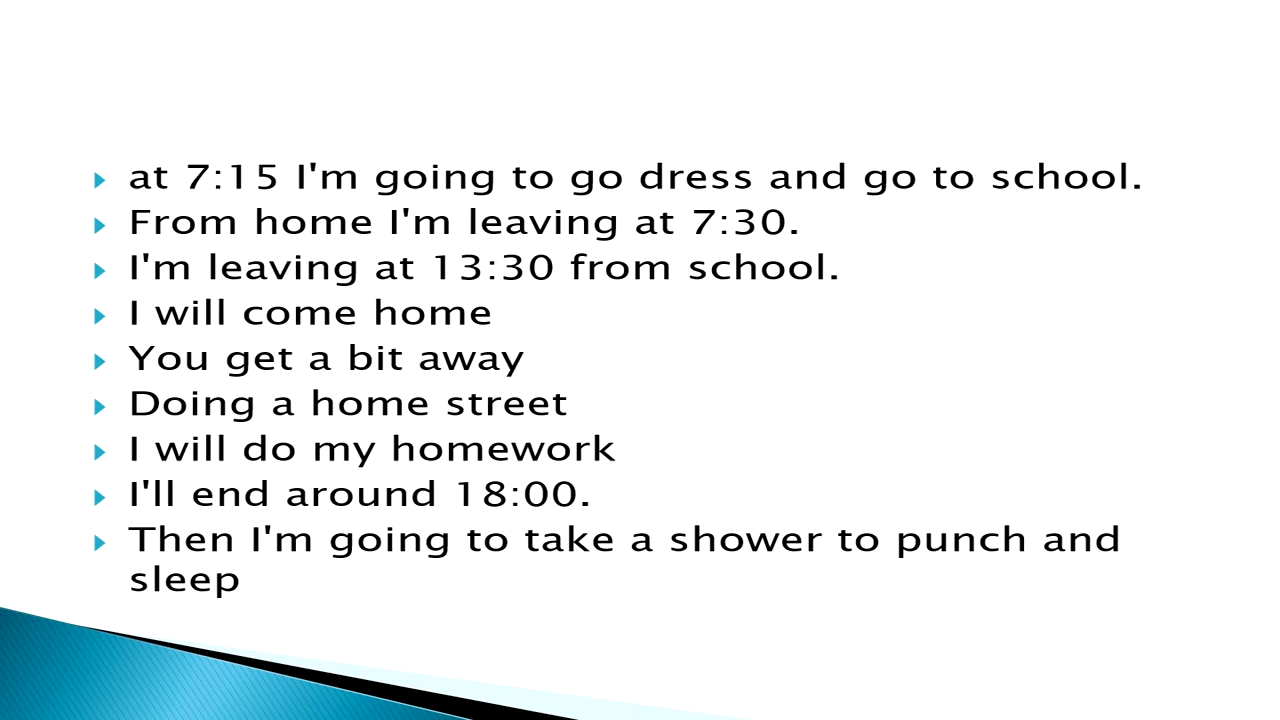 at 7:15 I'm going to go dress and go to school.
From home I'm leaving at 7:30.
I'm leaving at 13:30 from school.
I will come home
You get a bit away
Doing a home street
I will do my homework
I'll end around 18:00.
Then I'm going to take a shower to punch and
sleep